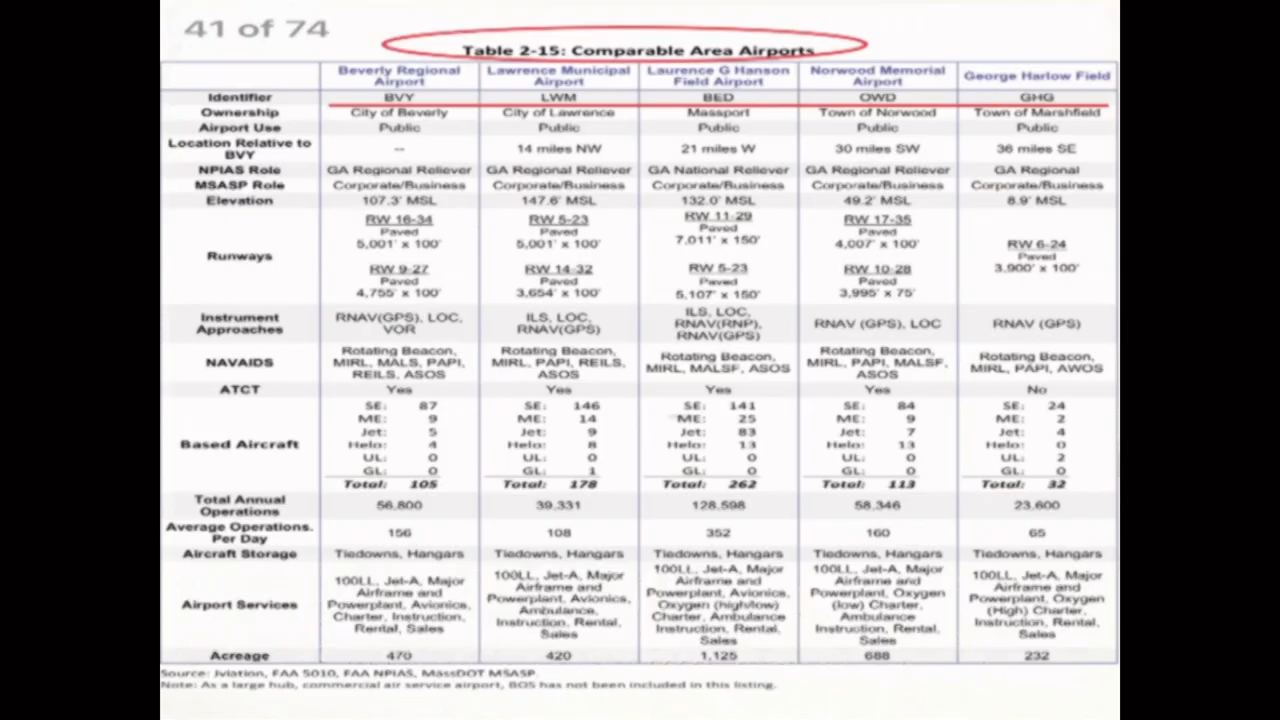 41 of 74
Table 2-15: Comparable Area Airports
Beverly Regional Airport Lawrence Municipal Airport Laurence G Hanson Field Airport Norwood Memorial Airport George Harlow Field
Identifier BVY LWM BED OWD GHG
Ownership City of Beverly City of Lawrence Massport Town of Norwood Town of Marshfield
Airport Use Public Public Public Public Public
Location Relative to BVY -- 14 miles NW 21 miles W 30 miles SW 36 miles SE
NPIAS Role GA Regional Reliever GA Regional Reliever GA National Reliever GA Regional Reliever GA Regional
MSASP Role Corporate/Business Corporate/Business Corporate/Business Corporate/Business Corporate/Business
Elevation 107.3' MSL 147.6' MSL 132.0' MSL 49.2' MSL 8.9' MSL
Runways
RW 16-34 RW 5-23 RW 11-29 RW 17-35 RW 6-24
Paved Paved Paved Paved Paved
5,001' x 100' 5,001' x 100' 7,011' x 150' 4,007' x 100' 3,900' x 100'
RW 9-27 RW 14-32 RW 5-23 RW 10-28
Paved Paved Paved Paved
4,755' x 100' 3,654' x 100' 5,107' x 150' 3,995' x 75'
Instrument Approaches RNAV(GPS), LOC, VOR ILS, LOC, RNAV(GPS) ILS, LOC, RNAV(RNP), RNAV(GPS) RNAV (GPS), LOC RNAV (GPS)
NAVAIDS Rotating Beacon, MIRL, MALS, PAPI, REILS, ASOS Rotating Beacon, MIRL, PAPI, REILS, ASOS Rotating Beacon, MIRL, MALSF, ASOS Rotating Beacon, MIRL, PAPI, MALSF, ASOS Rotating Beacon, MIRL, PAPI, AWOS
ATCT Yes Yes Yes Yes No
Based Aircraft
SE: 87 SE: 146 SE: 141 SE: 84 SE: 24
ME: 9 ME: 14 ME: 25 ME: 9 ME: 2
Jet: 5 Jet: 9 Jet: 83 Jet: 7 Jet: 4
Helo: 4 Helo: 8 Helo: 13 Helo: 13 Helo: 0
UL: 0 UL: 0 UL: 0 UL: 0 UL: 2
GL: 0 GL: 1 GL: 0 GL: 0 GL: 0
Total: 105 Total: 178 Total: 262 Total: 113 Total: 32
Total Annual Operations 56,800 39,331 128,598 58,346 23,600
Average Operations. Per Day 156 108 352 160 65
Aircraft Storage Tiedowns, Hangars Tiedowns, Hangars Tiedowns, Hangars Tiedowns, Hangars Tiedowns, Hangars
Airport Services 100LL, Jet-A, Major Airframe and Powerplant, Avionics, Charter, Instruction, Rental, Sales 100LL, Jet-A, Major Airframe and Powerplant, Avionics, Ambulance, Instruction, Rental, Sales 100LL, Jet-A, Major Airframe and Powerplant, Avionics, Oxygen (high/low) Charter, Ambulance Instruction, Rental, Sales 100LL, Jet-A, Major Airframe and Powerplant, Oxygen (low) Charter, Ambulance Instruction, Rental, Sales 100LL, Jet-A, Major Airframe and Powerplant, Oxygen (High) Charter, Instruction, Rental, Sales
Acreage 470 420 1,125 688 232
Source: Jviation, FAA 5010, FAA NPIAS, MassDOT MSASP.
Note: As a large hub, commercial air service airport, BOS has not been included in this listing.